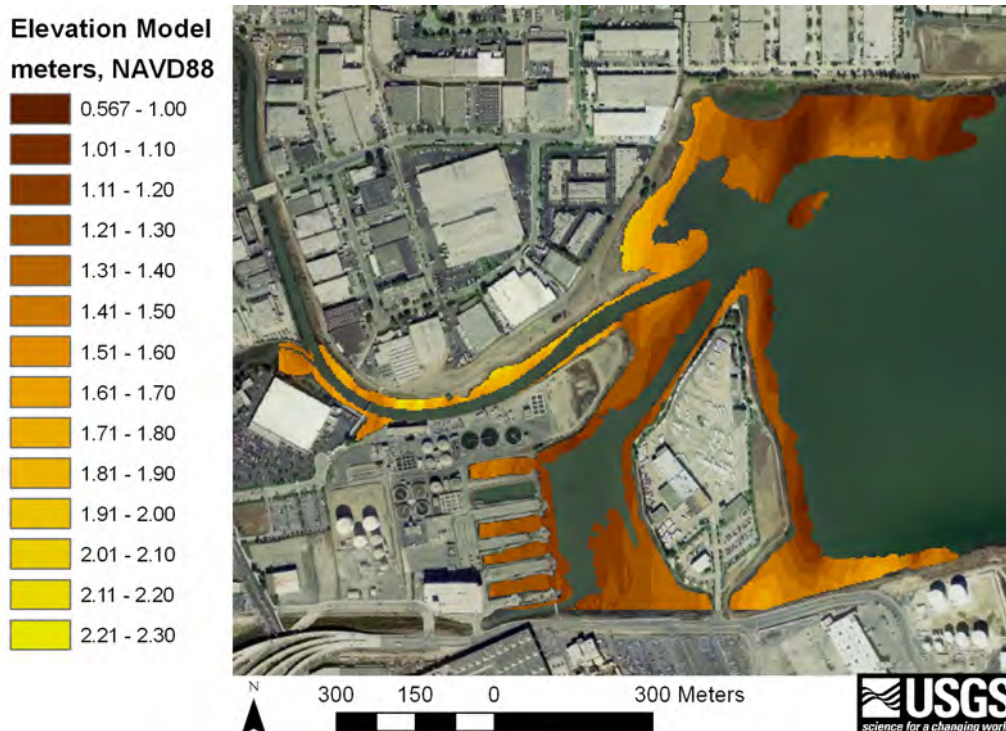 Elevation Model
meters, NAVD88
0.567 - 1.00
1.01 - 1.10
1.11 - 1.20
1.21 - 1.30
1.31 - 1.40
1.41 - 1.50
1.51 - 1.60
1.61 - 1.70
1.71 - 1.80
1.81 - 1.90
1.91 - 2.00
2.01 - 2.10
2.11 - 2.20
2.21 - 2.30
N
300 150 0 300 Meters
USGS
science for a changing world